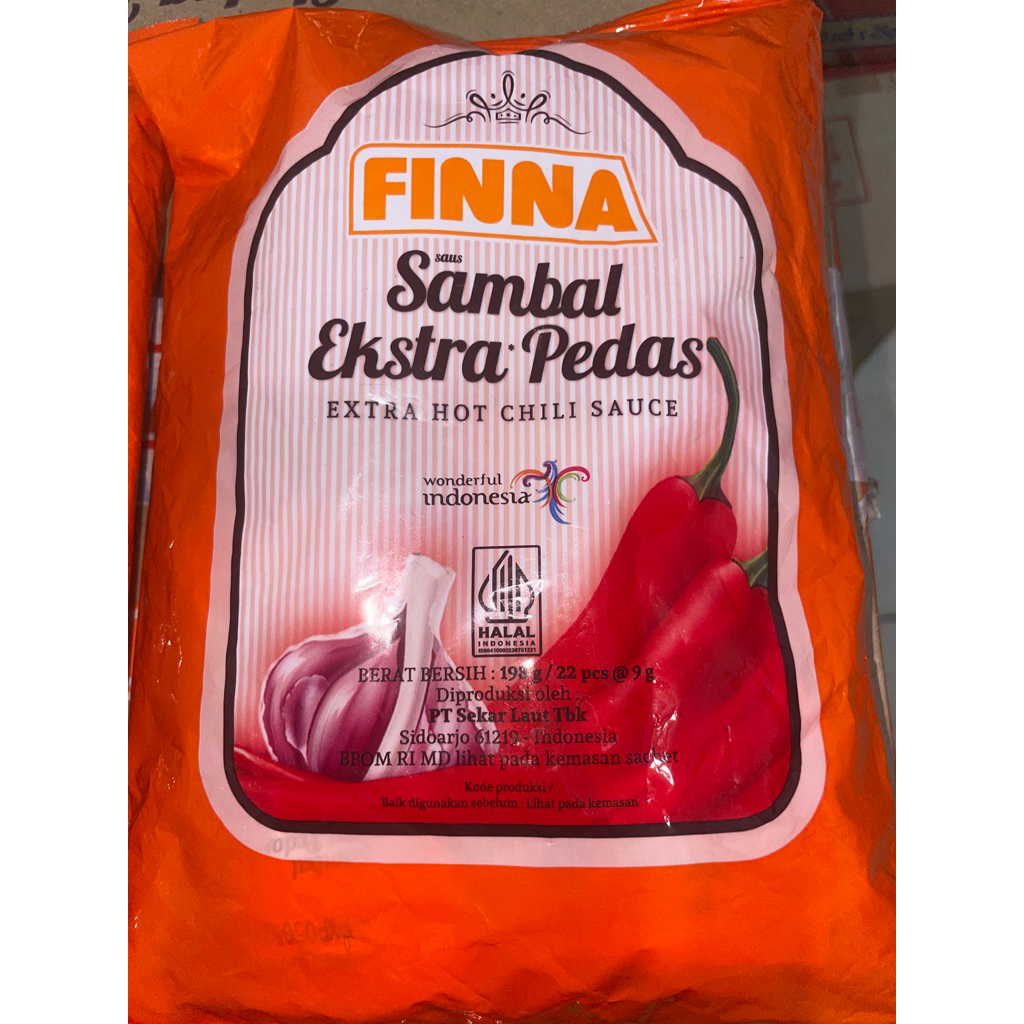 FINNA
saus
Sambal
Ekstra* Pedas
EXTRA HOT CHILI SAUCE
wonderful
indonesia
HALAL
INDONESIA
BERAT BERSIH : 198 g / 22 pcs @ 9 g
Diproduksi oleh :
PT Sekar Laut Tbk
Sidoarjo 61219 - Indonesia
BPOM RI MD lihat pada kemasan sachet
Kode produksi /
Baik digunakan sebelum : Lihat pada kemasan